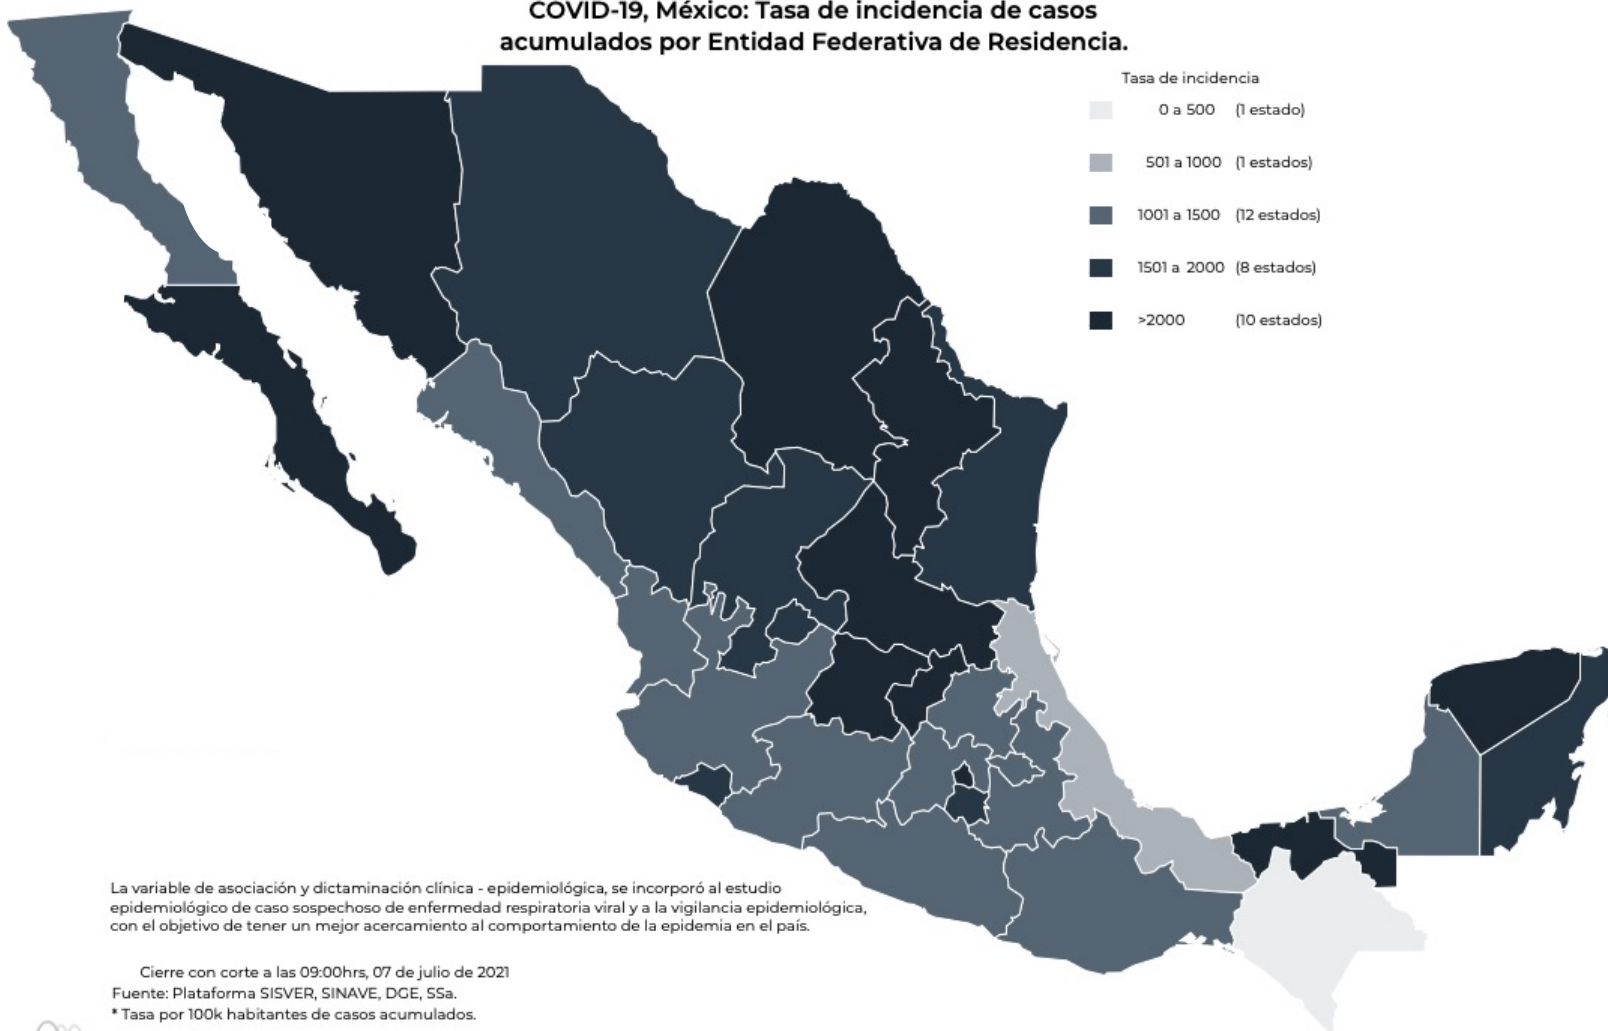 COVID-19, México: Tasa de incidencia de casos
acumulados por Entidad Federativa de Residencia.
Tasa de incidencia
0 a 500 (1 estado)
501 a 1000 (1 estados)
1001 a 1500 (12 estados)
1501 a 2000 (8 estados)
>2000 (10 estados)
La variable de asociación y dictaminación clínica - epidemiológica, se incorporó al estudio
epidemiológico de caso sospechoso de enfermedad respiratoria viral y a la vigilancia epidemiológica,
con el objetivo de tener un mejor acercamiento al comportamiento de la epidemia en el país.
Cierre con corte a las 09:00hrs, 07 de julio de 2021
Fuente: Plataforma SISVER, SINAVE, DGE, SSa.
* Tasa por 100k habitantes de casos acumulados.